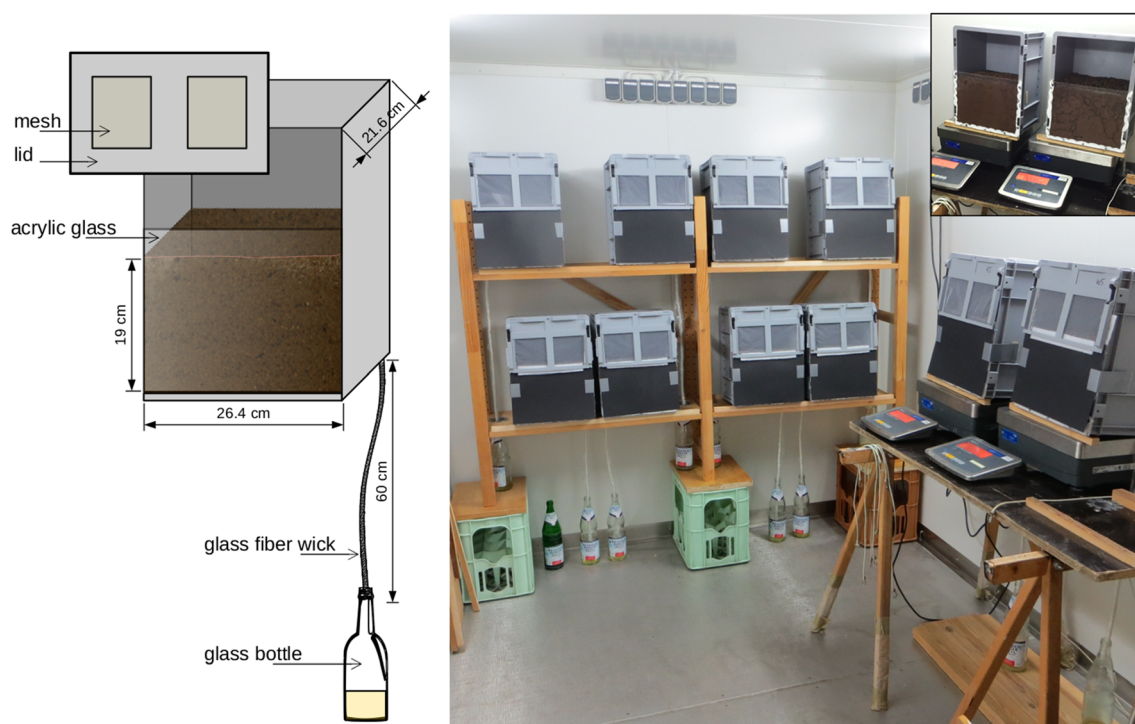 mesh
lid
21.6 cm
acrylic glass
19 cm
26.4 cm
60 cm
glass fiber wick
glass bottle